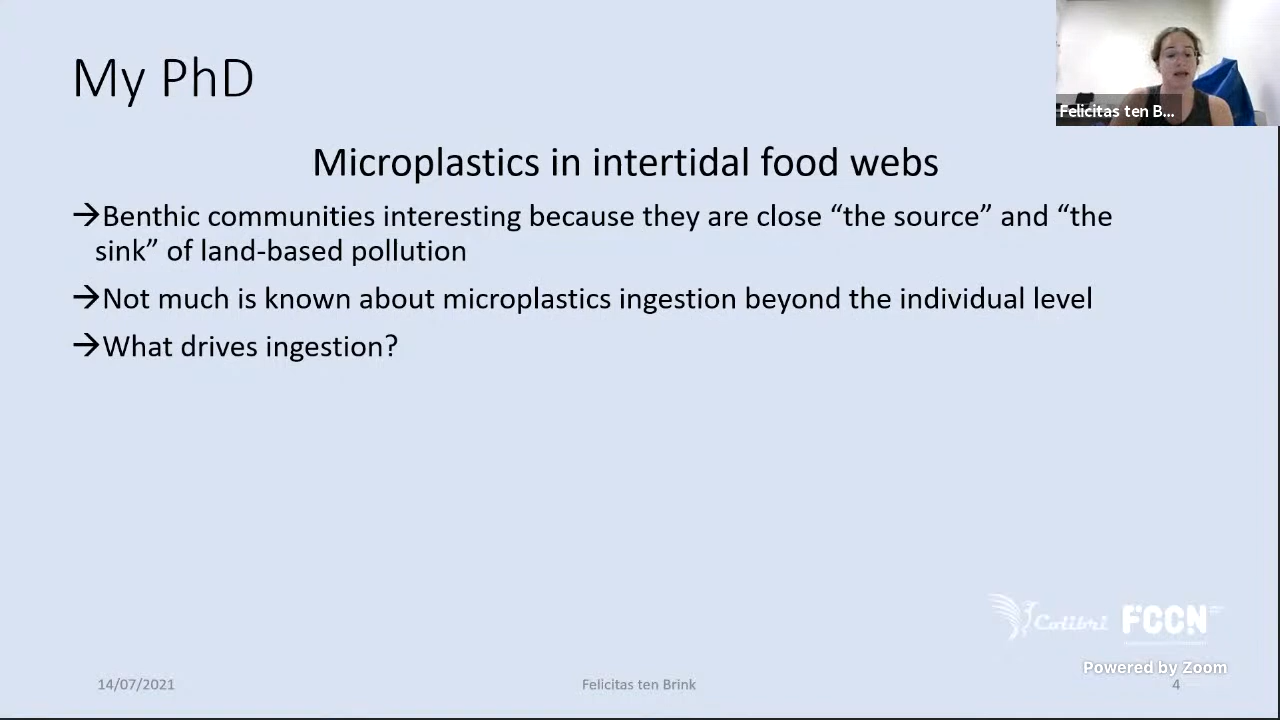 My PhD
Felicitas ten B...
Microplastics in intertidal food webs
→Benthic communities interesting because they are close “the source” and “the
sink” of land-based pollution
→Not much is known about microplastics ingestion beyond the individual level
→What drives ingestion?
Colibri FCCN
Powered by Zoom
14/07/2021 Felicitas ten Brink 4